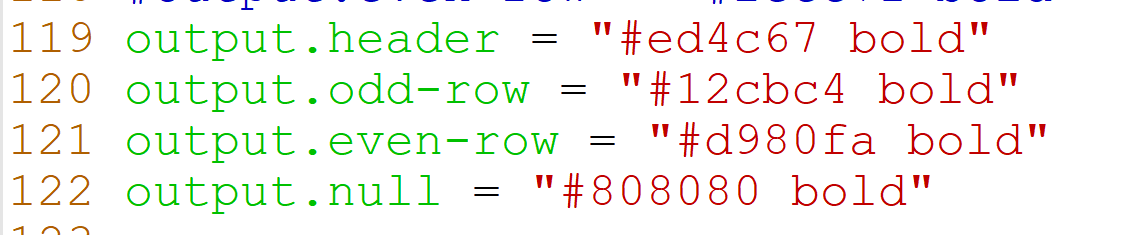 119 output.header = "#ed4c67 bold"
120 output.odd-row = "#12cbc4 bold"
121 output.even-row = "#d980fa bold"
122 output.null = "#808080 bold"